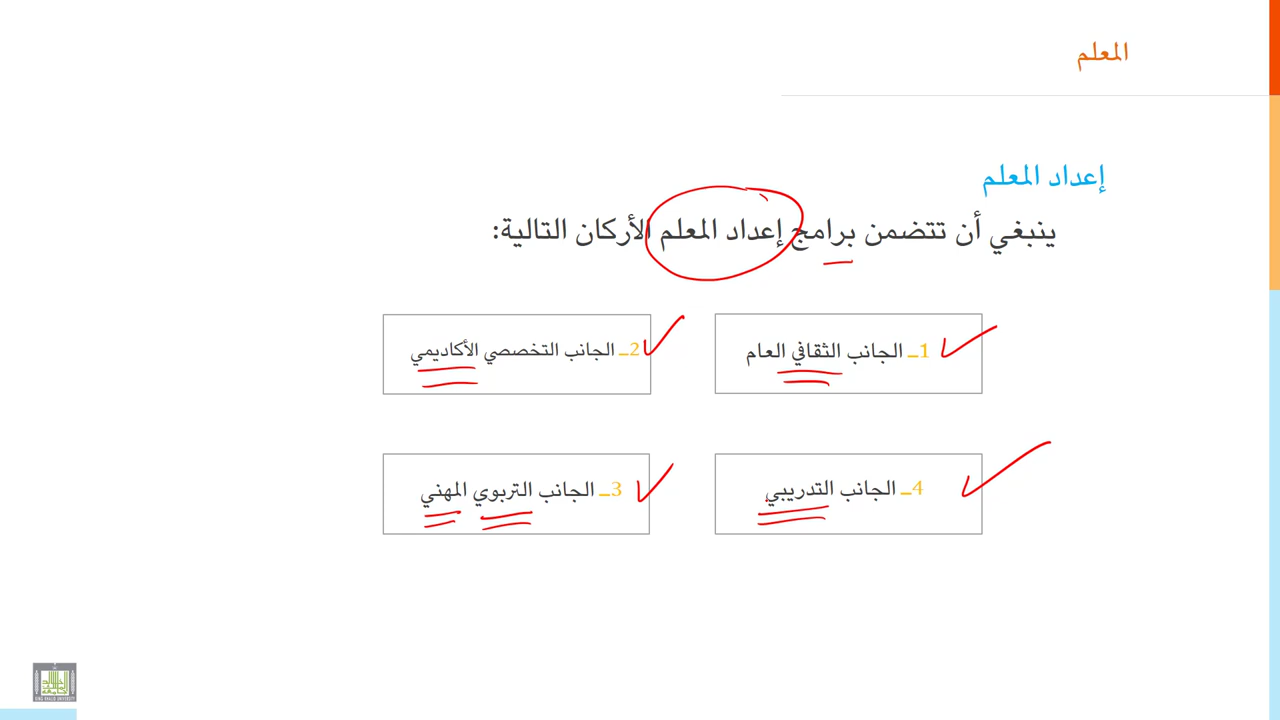 المعلم
إعداد المعلم
ينبغي أن تتضمن برامج إعداد المعلم الأركان التالية:
1ـ الجانب الثقافي العام
2ـ الجانب التخصصي الأكاديمي
3ـ الجانب التربوي المهني
4ـ الجانب التدريبي